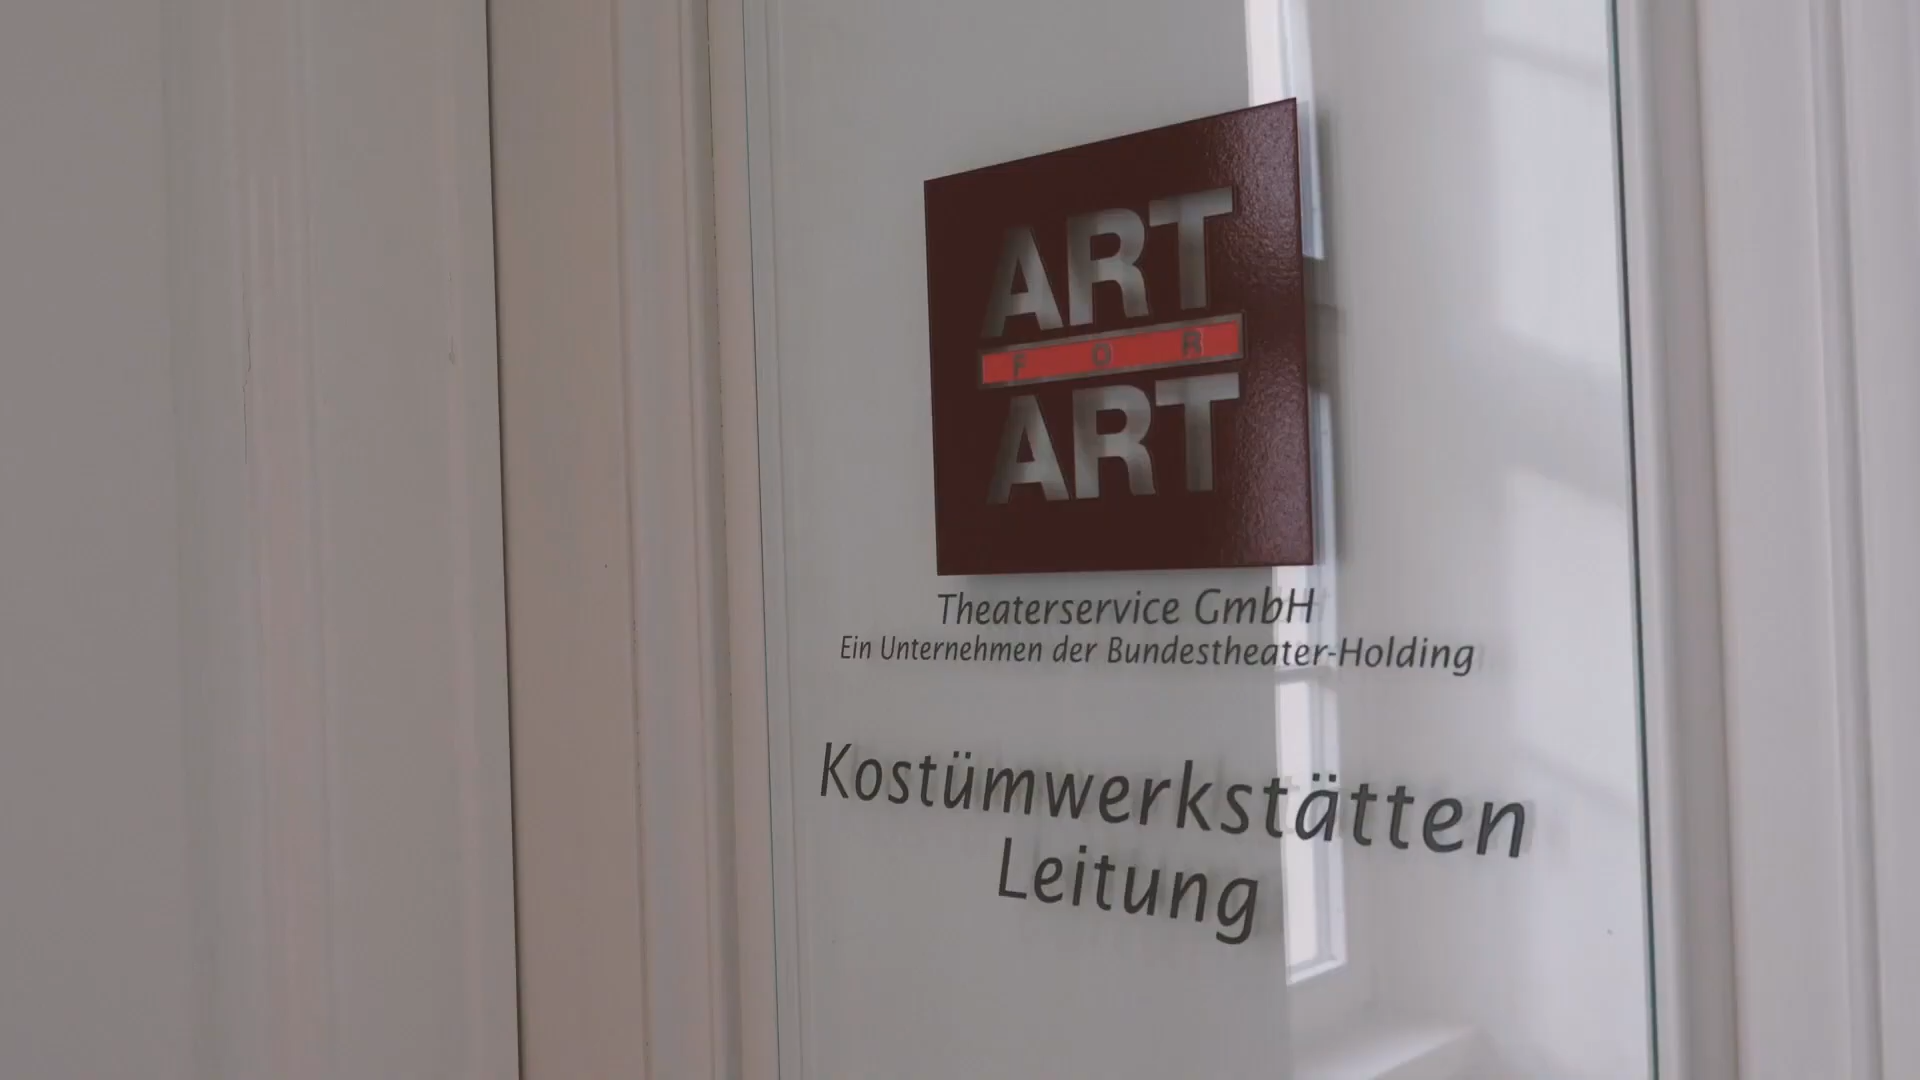 ART
FOR
ART
Theaterservice GmbH
Ein Unternehmen der Bundestheater-Holding
Kostümwerkstätten
Leitung